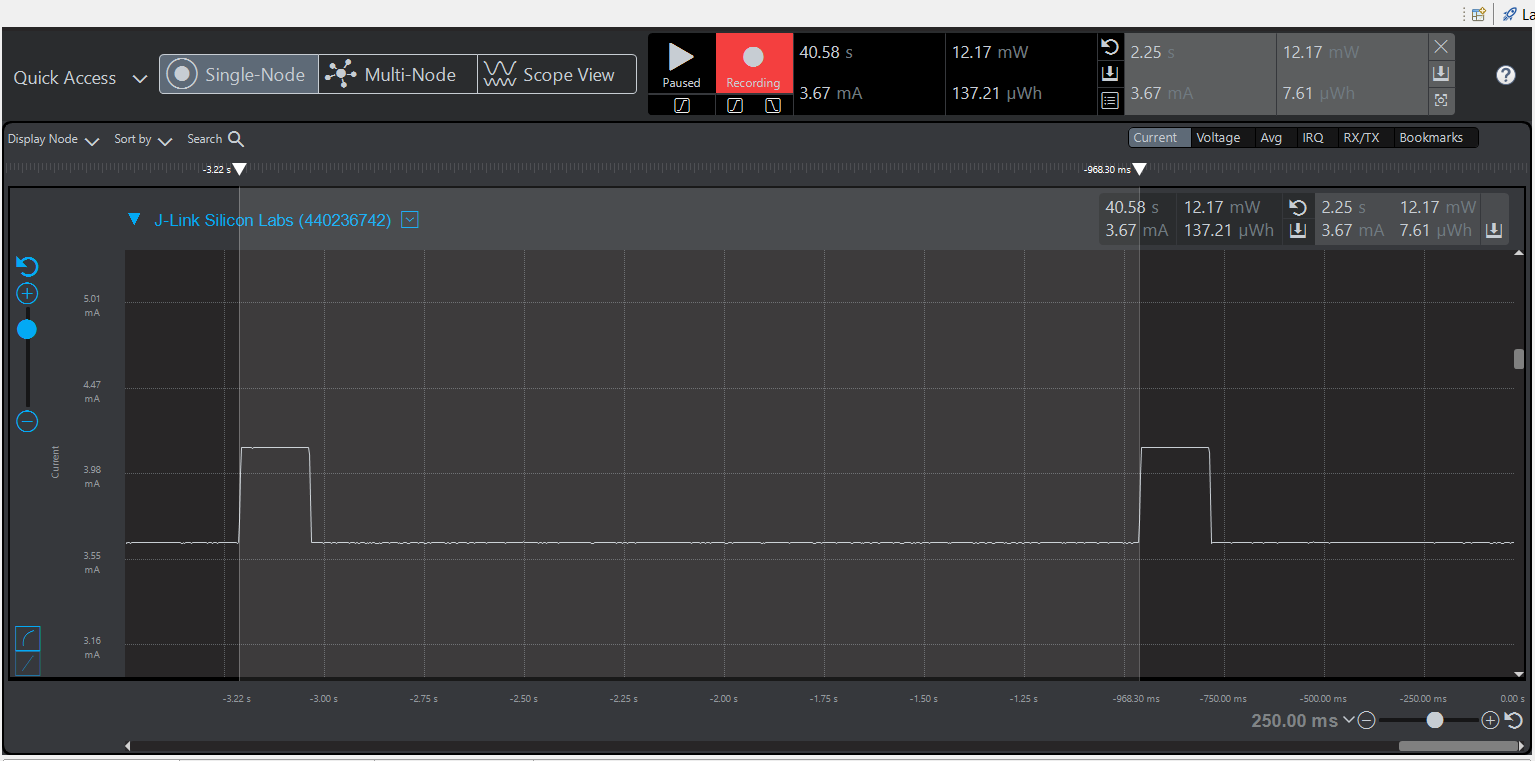 La
Quick Access
Single-Node
Multi-Node
Scope View
Paused
Recording
40.58 s
12.17 mW
3.67 mA
137.21 µWh
2.25 s
12.17 mW
3.67 mA
7.61 µWh
Display Node
Sort by
Search
Current
Voltage
Avg
IRQ
RX/TX
Bookmarks
-3.22 s
-968.30 ms
J-Link Silicon Labs (440236742)
40.58 s
12.17 mW
2.25 s
12.17 mW
3.67 mA
137.21 µWh
3.67 mA
7.61 µWh
5.01
mA
4.47
mA
Current
3.98
mA
3.55
mA
3.16
mA
-3.22 s
-3.00 s
-2.75 s
-2.50 s
-2.25 s
-2.00 s
-1.75 s
-1.50 s
-1.25 s
-968.30 ms
-750.00 ms
-500.00 ms
-250.00 ms
0.00 s
250.00 ms